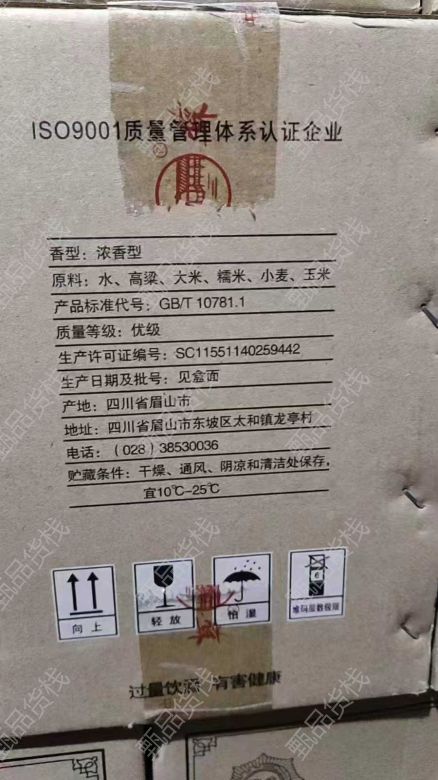 ISO9001质量管理体系认证企业
香型：浓香型
原料：水、高粱、大米、糯米、小麦、玉米
产品标准代号：GB/T 10781.1
质量等级：优级
生产许可证编号：SC11551140259442
生产日期及批号：见盒面
产地：四川省眉山市
地址：四川省眉山市东坡区太和镇龙亭村
电话：（028）38530036
贮藏条件：干燥、通风、阴凉和清洁处保存，
宜10℃-25℃
向上 轻放 怕湿 堆码层数极限
6
过量饮酒 有害健康
甄品货栈